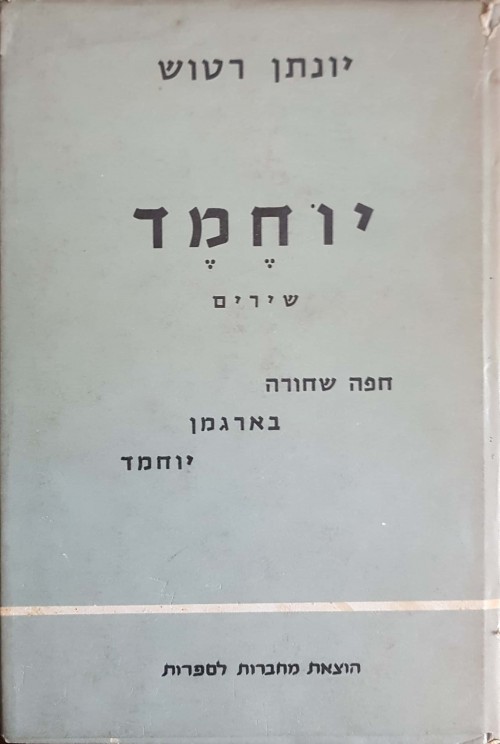 יונתן רטוש
יוֹחֶמֶד
שירים
חפה שחורה
בארגמן
יוחמד
הוצאת מחברות לספרות